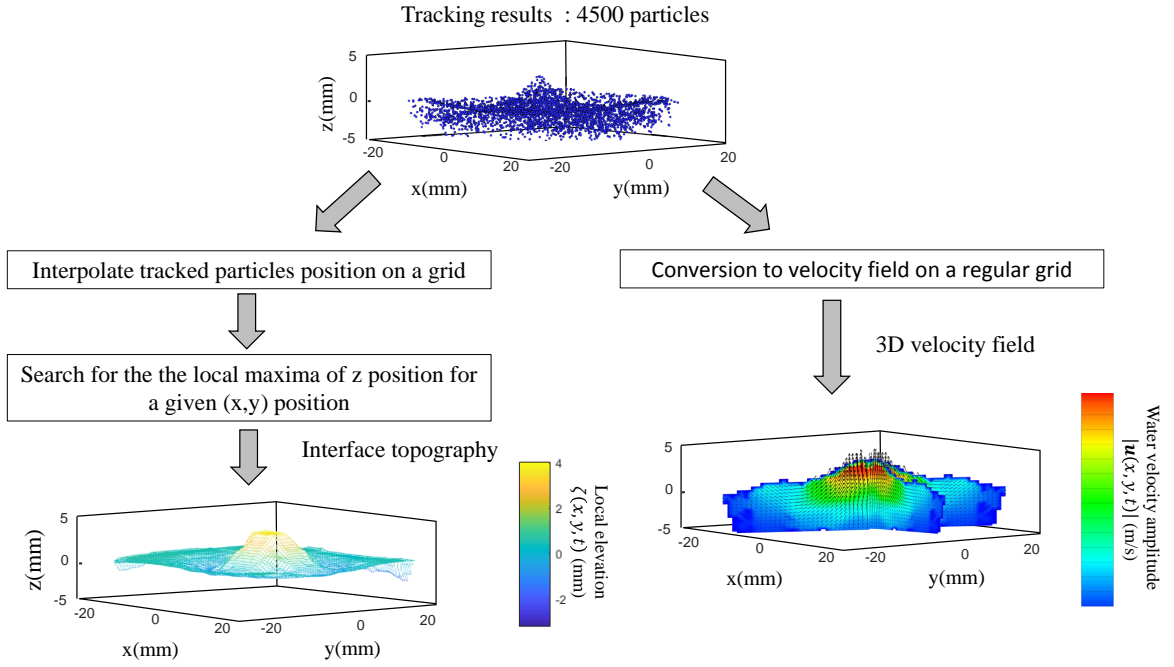 Tracking results : 4500 particles
5
0
-5
z(mm)
-20
0
20
x(mm)
-20
0
20
y(mm)
Interpolate tracked particles position on a grid
Conversion to velocity field on a regular grid
Search for the the local maxima of z position for
a given (x,y) position
3D velocity field
Interface topography
5
0
-5
z(mm)
-20
0
20
x(mm)
-20
0
20
y(mm)
4
2
0
-2
Local elevation
ζ(x,y,t) (mm)
5
0
-5
-20
0
20
x(mm)
-20
0
20
y(mm)
Water velocity amplitude
|u(x,y,t)| (m/s)